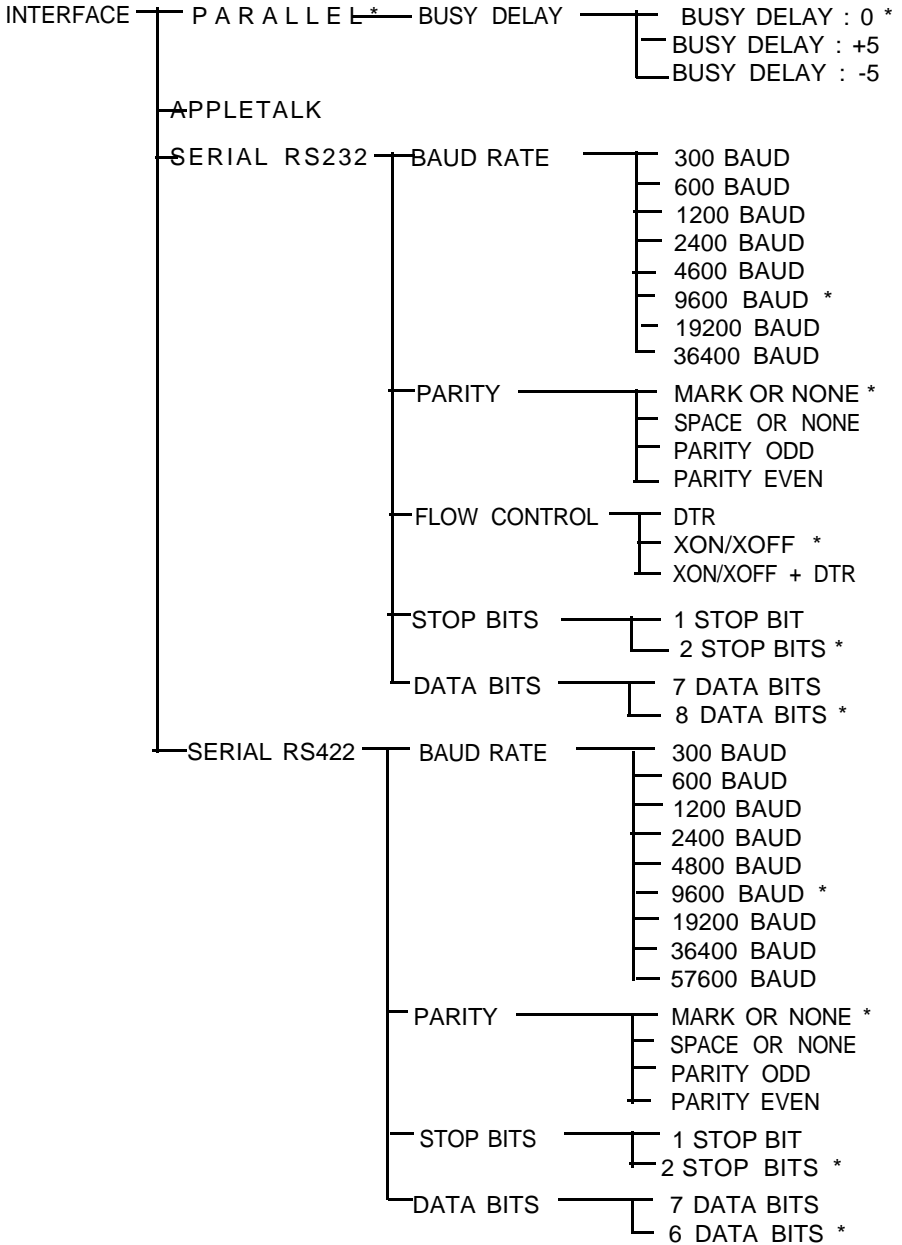 INTERFACE PARALLEL* BUSY DELAY BUSY DELAY : 0 *
BUSY DELAY : +5
BUSY DELAY : -5
APPLETALK
SERIAL RS232 BAUD RATE 300 BAUD
600 BAUD
1200 BAUD
2400 BAUD
4600 BAUD
9600 BAUD *
19200 BAUD
36400 BAUD
PARITY MARK OR NONE *
SPACE OR NONE
PARITY ODD
PARITY EVEN
FLOW CONTROL DTR
XON/XOFF *
XON/XOFF + DTR
STOP BITS 1 STOP BIT
2 STOP BITS *
DATA BITS 7 DATA BITS
8 DATA BITS *
SERIAL RS422 BAUD RATE 300 BAUD
600 BAUD
1200 BAUD
2400 BAUD
4800 BAUD
9600 BAUD *
19200 BAUD
36400 BAUD
57600 BAUD
PARITY MARK OR NONE *
SPACE OR NONE
PARITY ODD
PARITY EVEN
STOP BITS 1 STOP BIT
2 STOP BITS *
DATA BITS 7 DATA BITS
6 DATA BITS *